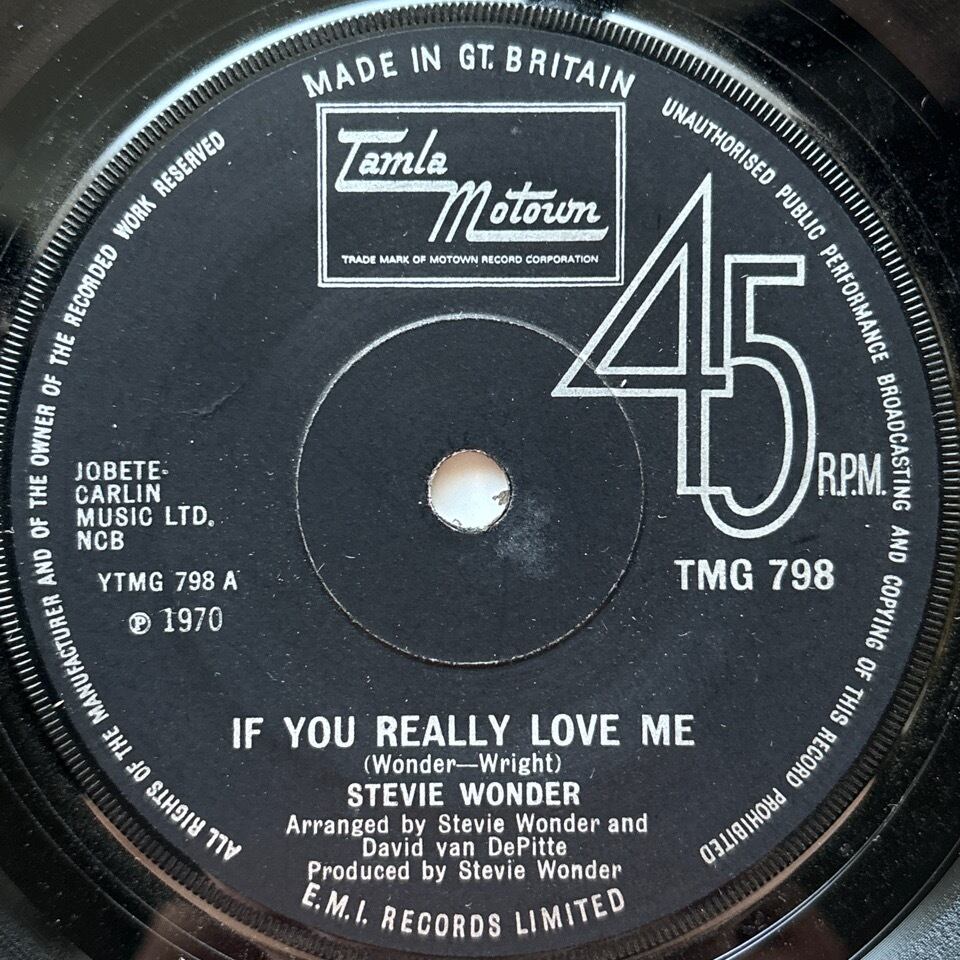 MADE IN GT. BRITAIN
UNAUTHORISED PUBLIC PERFORMANCE BROADCASTING AND COPYING OF THIS RECORD PROHIBITED
ALL RIGHTS OF THE MANUFACTURER AND OF THE OWNER OF THE RECORDED WORK RESERVED
Tamla
Motown
TRADE MARK OF MOTOWN RECORD CORPORATION
45
R.P.M.
JOBETE-
CARLIN
MUSIC LTD.
NCB
YTMG 798 A
℗ 1970
TMG 798
IF YOU REALLY LOVE ME
(Wonder—Wright)
STEVIE WONDER
Arranged by Stevie Wonder and
David van DePitte
Produced by Stevie Wonder
E.M.I. RECORDS LIMITED